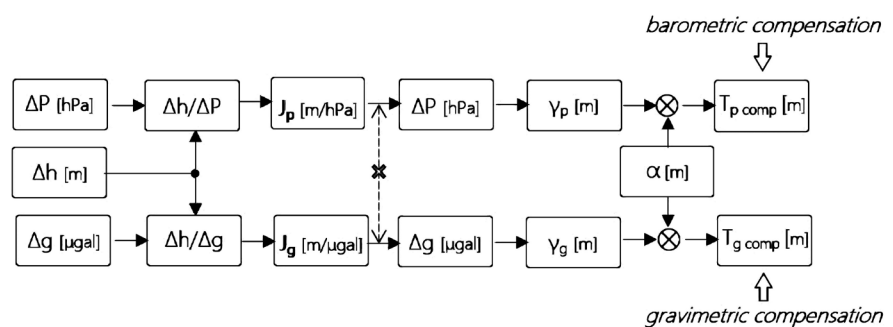 barometric compensation
ΔP [hPa] Δh/ΔP Jp [m/hPa] ΔP [hPa] γp [m] Tp comp [m]
Δh [m] α [m]
Δg [μgal] Δh/Δg Jg [m/μgal] Δg [μgal] γg [m] Tg comp [m]
gravimetric compensation